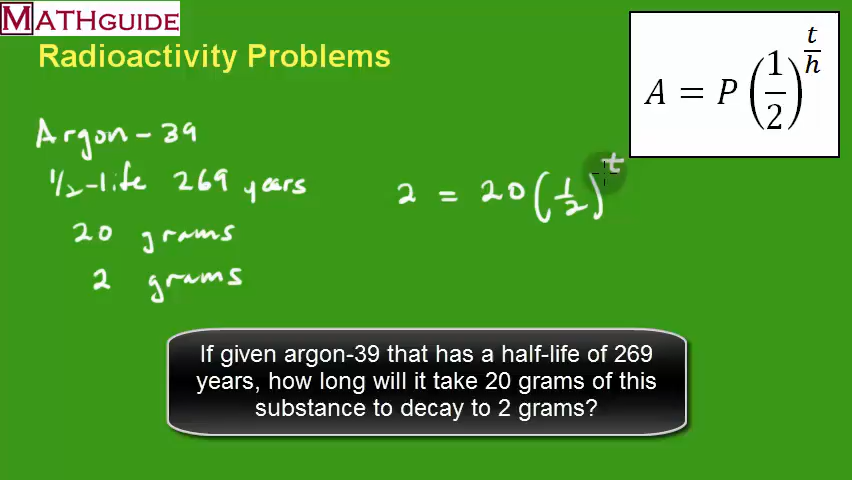 MATHGUIDE
Radioactivity Problems
A = P(1/2)^(t/h)
Argon-39
1/2-life 269 years
20 grams
2 grams
2 = 20(1/2)^t
If given argon-39 that has a half-life of 269
years, how long will it take 20 grams of this
substance to decay to 2 grams?